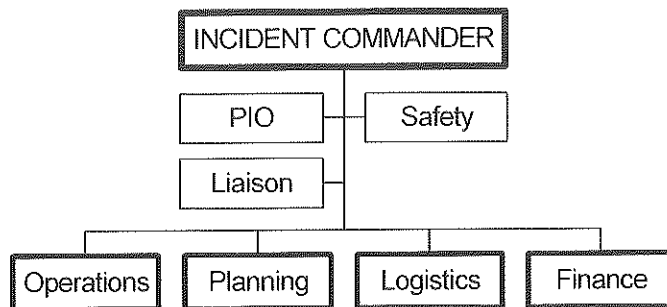 INCIDENT COMMANDER
PIO Safety
Liaison
Operations Planning Logistics Finance